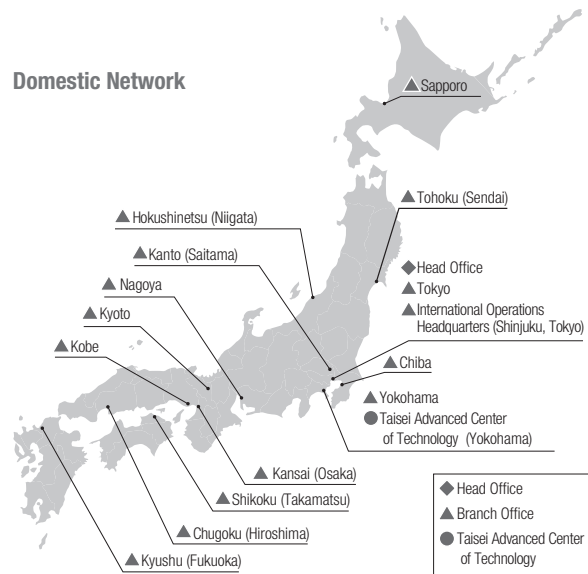 Domestic Network
Sapporo
Tohoku (Sendai)
Hokushinetsu (Niigata)
Kanto (Saitama)
Nagoya
Kyoto
Kobe
Head Office
Tokyo
International Operations
Headquarters (Shinjuku, Tokyo)
Chiba
Yokohama
Taisei Advanced Center
of Technology (Yokohama)
Kansai (Osaka)
Shikoku (Takamatsu)
Chugoku (Hiroshima)
Kyushu (Fukuoka)
Head Office
Branch Office
Taisei Advanced Center
of Technology